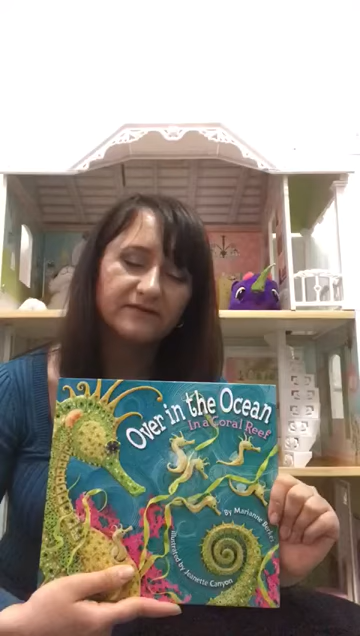 Over in the Ocean
In a Coral Reef
By Marianne Berkes
Illustrated by Jeanette Canyon